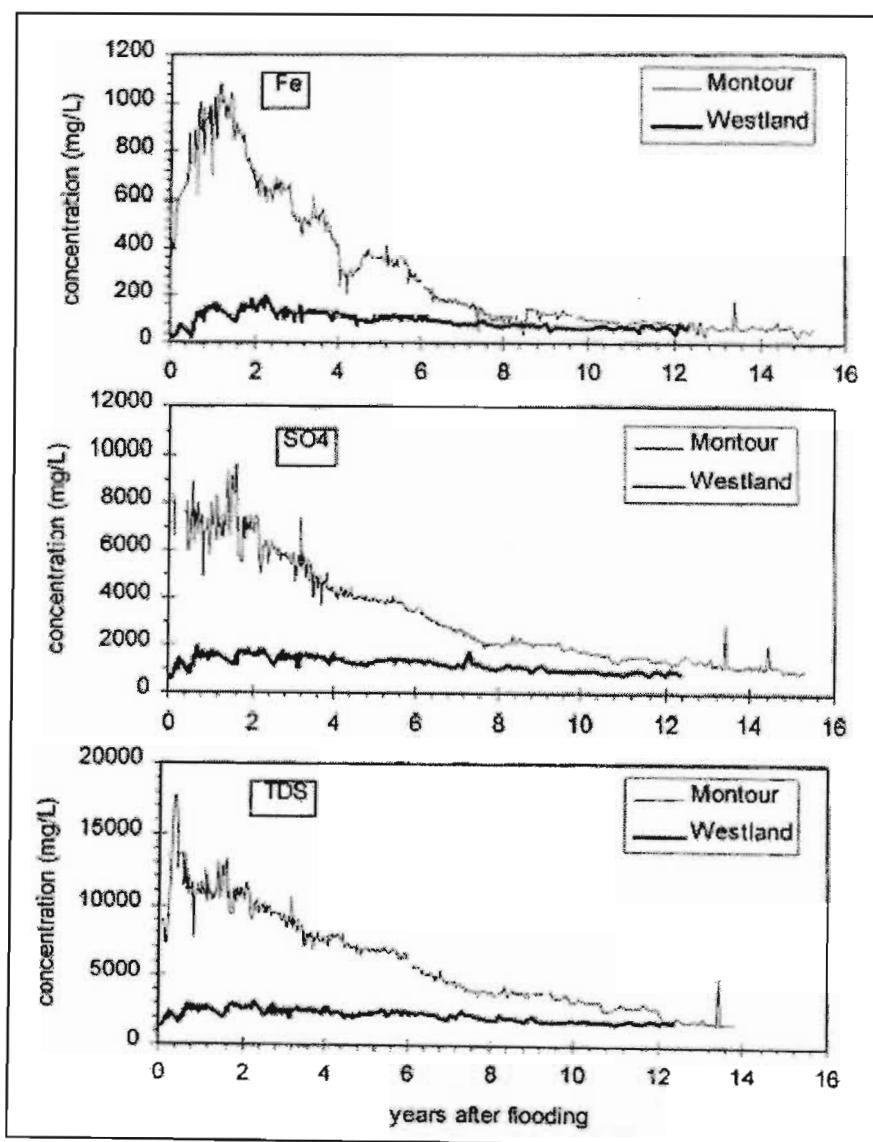 Fe
Montour
Westland
concentration (mg/L)
1200
1000
800
600
400
200
0
0 2 4 6 8 10 12 14 16
SO4
Montour
Westland
concentration (mg/L)
12000
10000
8000
6000
4000
2000
0
0 2 4 6 8 10 12 14 16
TDS
Montour
Westland
concentration (mg/L)
20000
15000
10000
5000
0
0 2 4 6 8 10 12 14 16
years after flooding